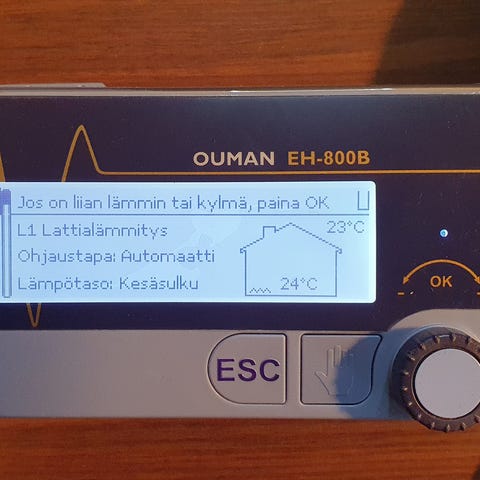 OUMAN EH-800B
Jos on liian lämmin tai kylmä, paina OK
L1 Lattialämmitys
23°C
Ohjaustapa: Automaatti
Lämpötaso: Kesäsulku
24°C
OK
ESC